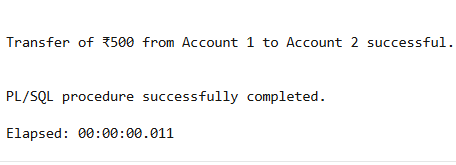 Transfer of ₹500 from Account 1 to Account 2 successful.
PL/SQL procedure successfully completed.
Elapsed: 00:00:00.011